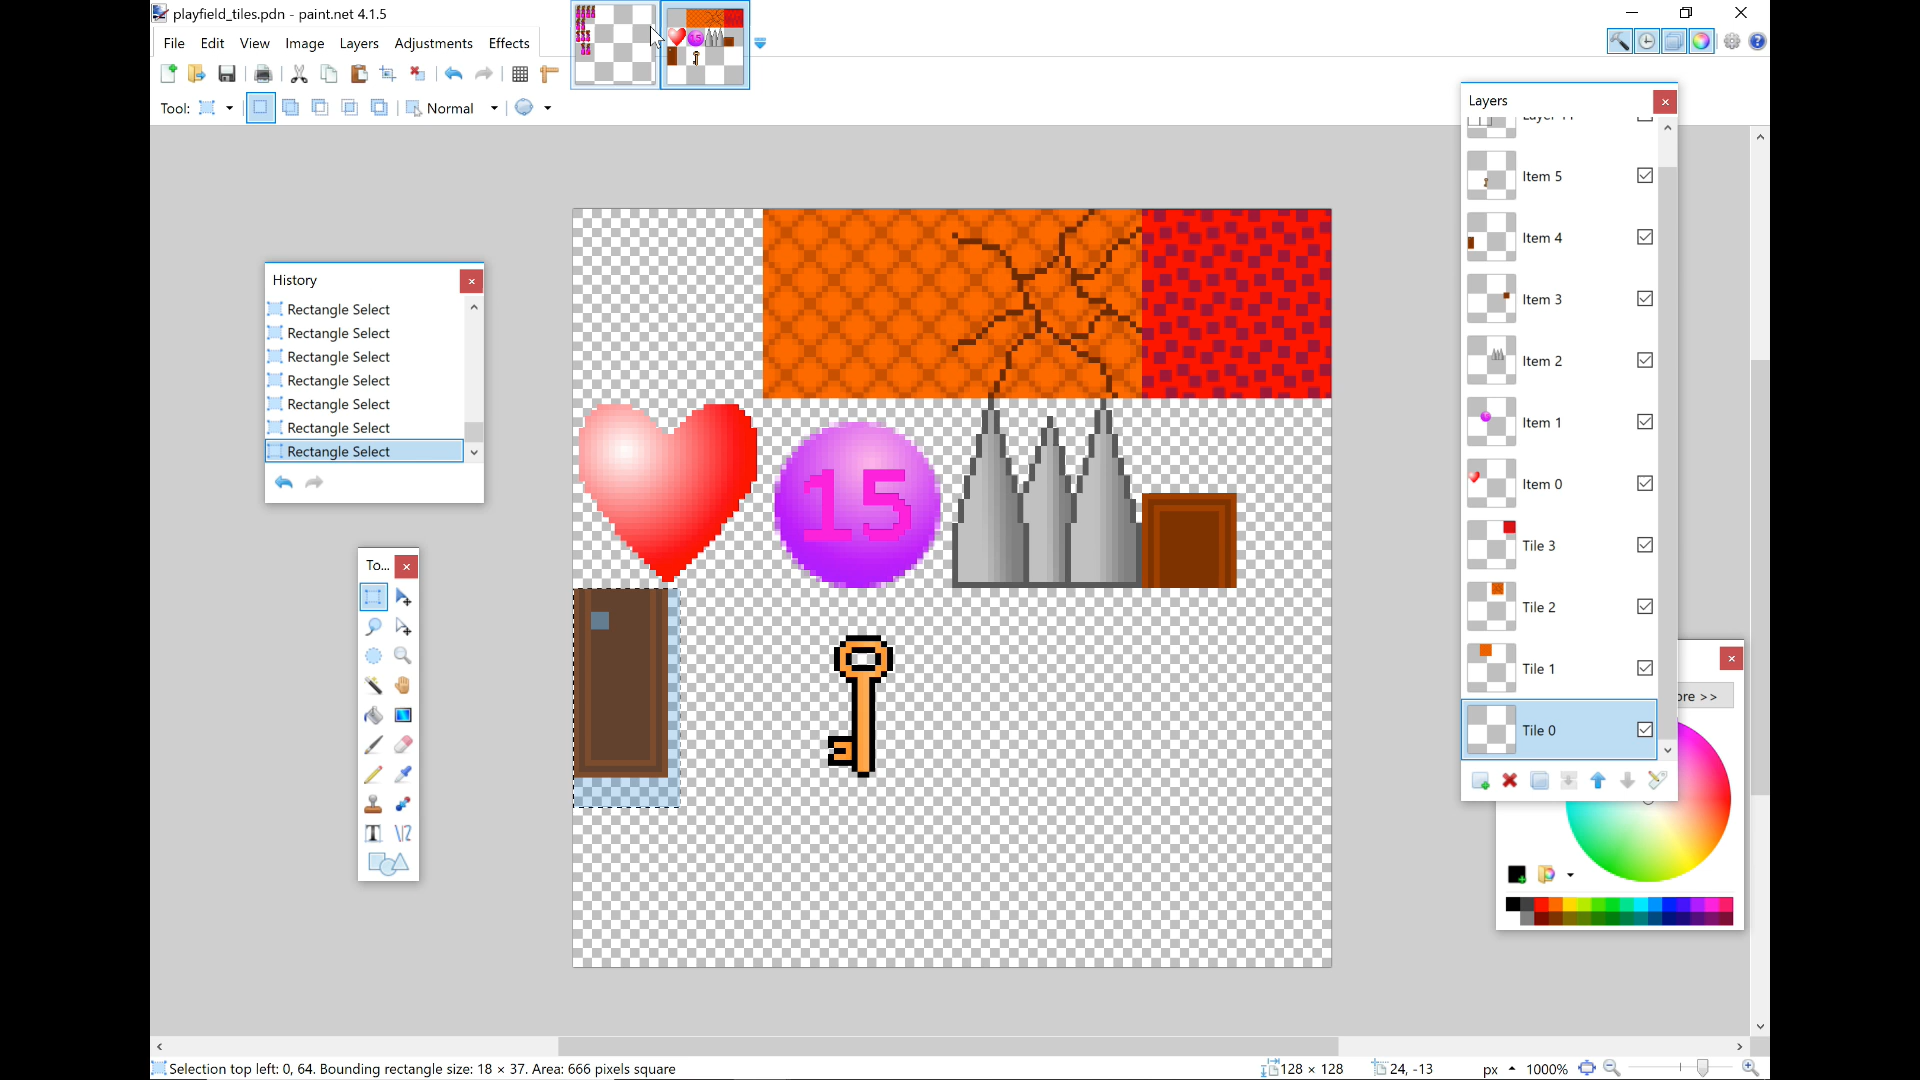 playfield_tiles.pdn - paint.net 4.1.5
File Edit View Image Layers Adjustments Effects
Tool: Normal
Layers
Item 5
Item 4
Item 3
Item 2
Item 1
Item 0
Tile 3
Tile 2
Tile 1
Tile 0
History
Rectangle Select
Rectangle Select
Rectangle Select
Rectangle Select
Rectangle Select
Rectangle Select
Rectangle Select
To...
15
>>
Selection top left: 0, 64. Bounding rectangle size: 18 × 37. Area: 666 pixels square
128 × 128
24, -13
px
1000%